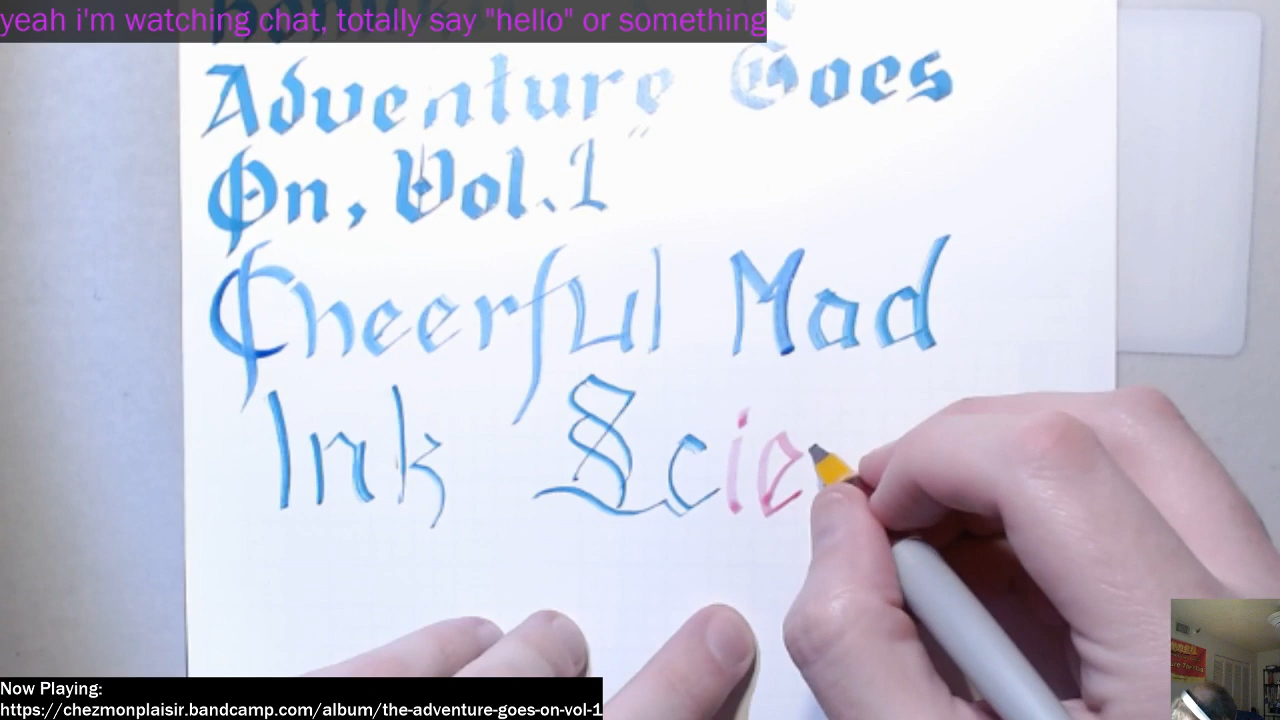 yeah i'm watching chat, totally say "hello" or something
Adventure Goes
On, Vol. 1"
Cheerful Mad
Ink Scie
Now Playing:
https://chezmonplaisir.bandcamp.com/album/the-adventure-goes-on-vol-1